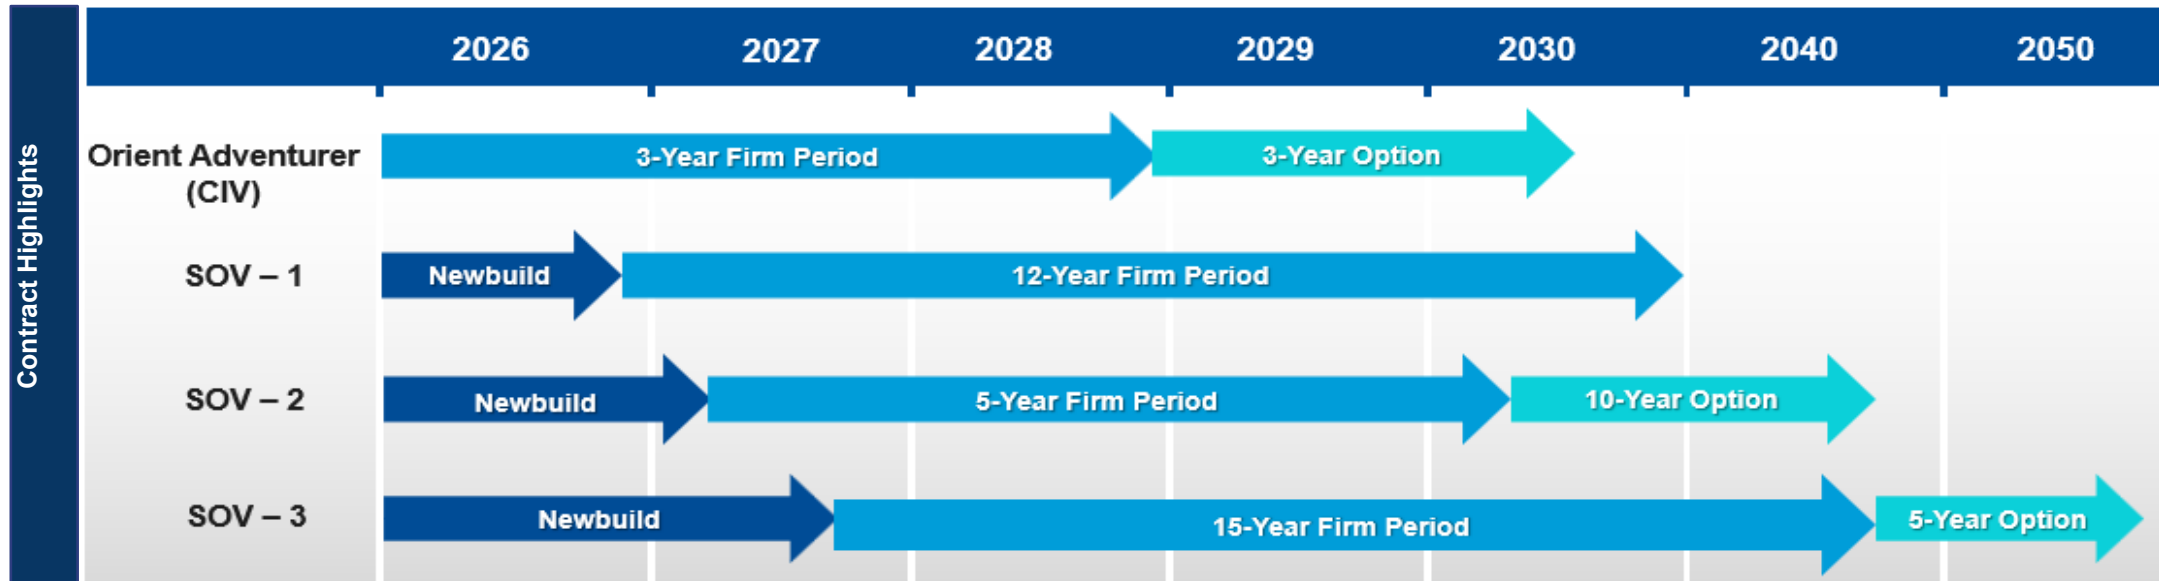 Contract Highlights
2026 2027 2028 2029 2030 2040 2050
Orient Adventurer
(CIV)
3-Year Firm Period 3-Year Option
SOV – 1 Newbuild 12-Year Firm Period
SOV – 2 Newbuild 5-Year Firm Period 10-Year Option
SOV – 3 Newbuild 15-Year Firm Period 5-Year Option